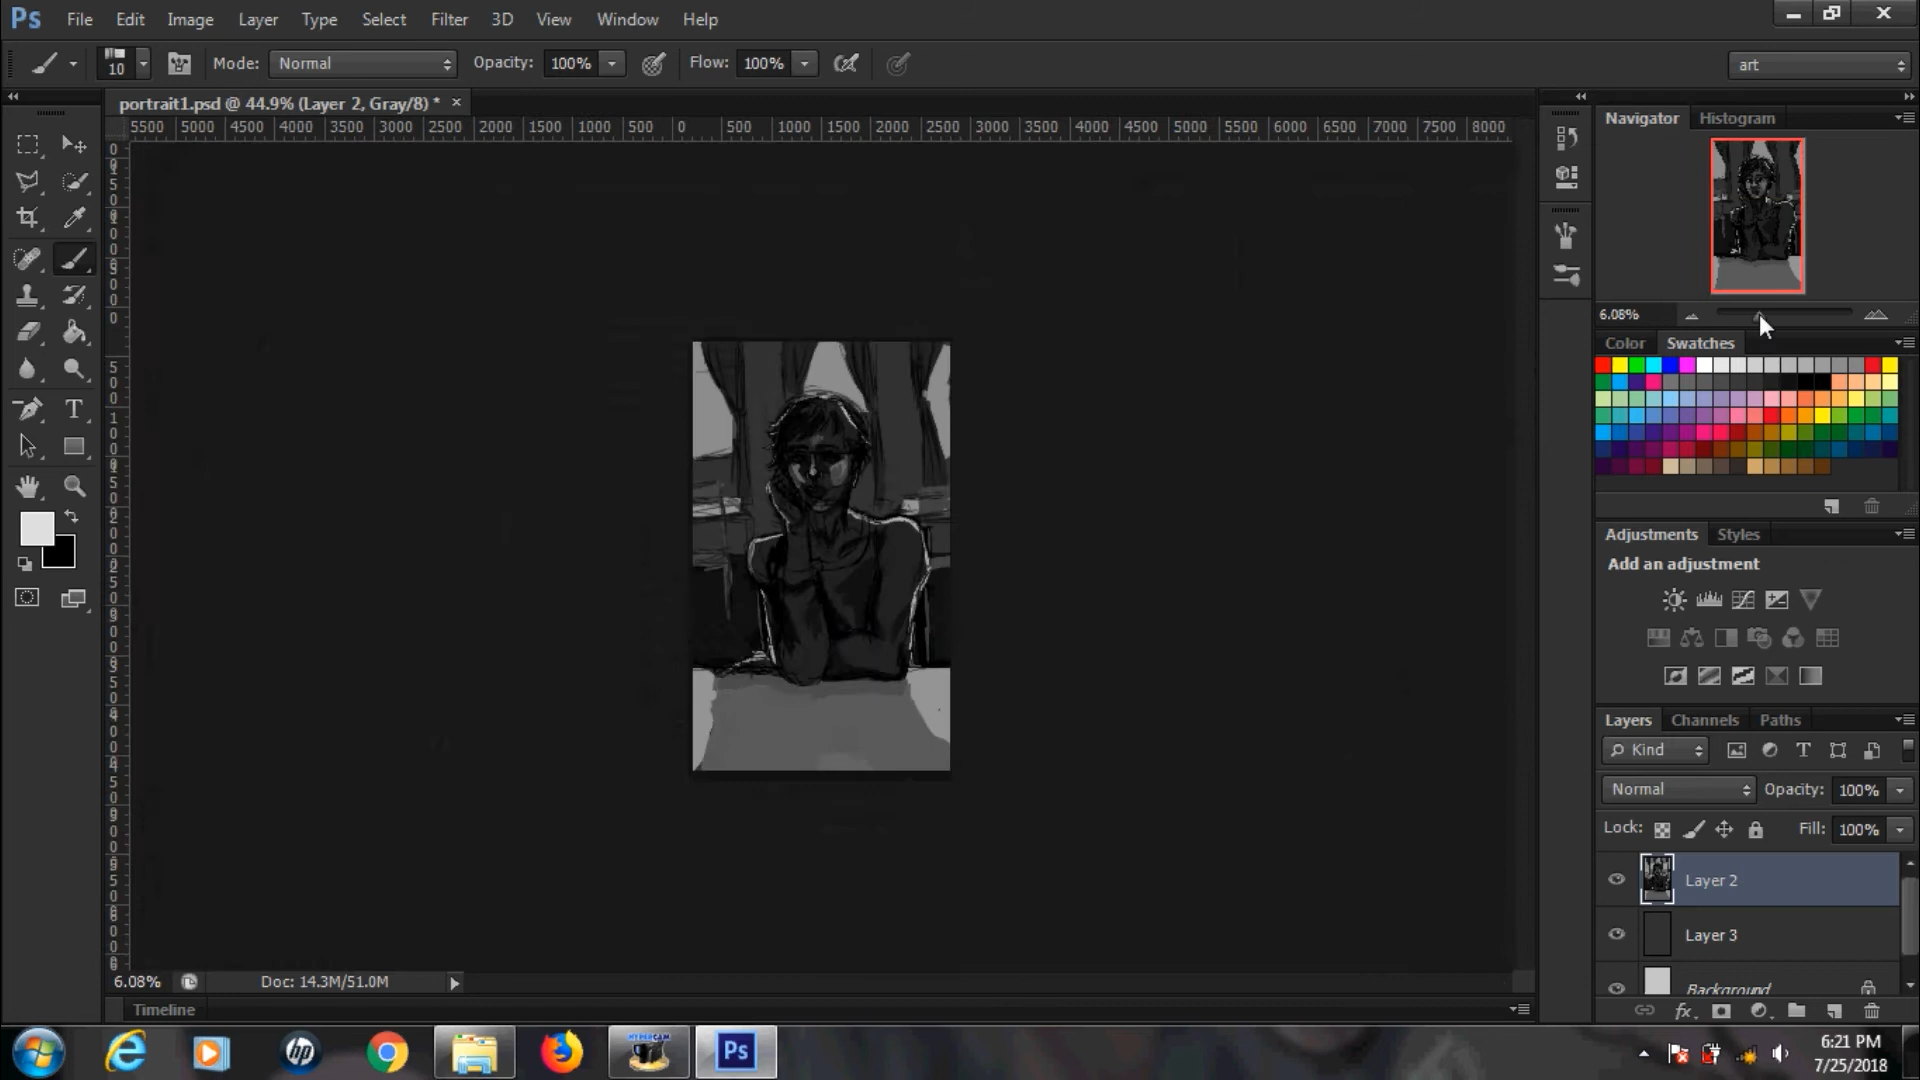 Ps File Edit Image Layer Type Select Filter 3D View Window Help
10 Mode: Normal Opacity: 100% Flow: 100% art
portrait1.psd @ 44.9% (Layer 2, Gray/8) * ×
5500 5000 4500 4000 3500 3000 2500 2000 1500 1000 500 0 500 1000 1500 2000 2500 3000 3500 4000 4500 5000 5500 6000 6500 7000 7500 8000
Navigator Histogram
6.08%
Color Swatches
Adjustments Styles
Add an adjustment
Layers Channels Paths
Kind
Normal Opacity: 100%
Lock: Fill: 100%
Layer 2
Layer 3
Background
fx
6.08% Doc: 14.3M/51.0M
Timeline
hp
HYPERCAM
Ps
6:21 PM
7/25/2018